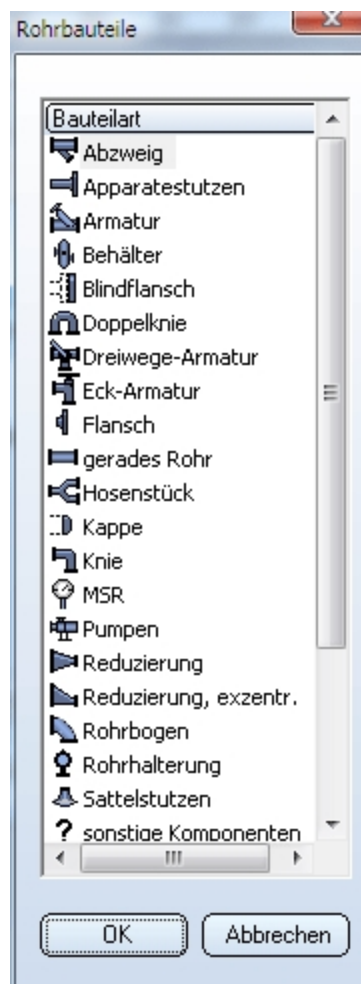 Rohrbauteile
Bauteilart
Abzweig
Apparatestutzen
Armatur
Behälter
Blindflansch
Doppelknie
Dreiwege-Armatur
Eck-Armatur
Flansch
gerades Rohr
Hosenstück
Kappe
Knie
MSR
Pumpen
Reduzierung
Reduzierung, exzentr.
Rohrbogen
Rohrhalterung
Sattelstutzen
? sonstige Komponenten
OK
Abbrechen